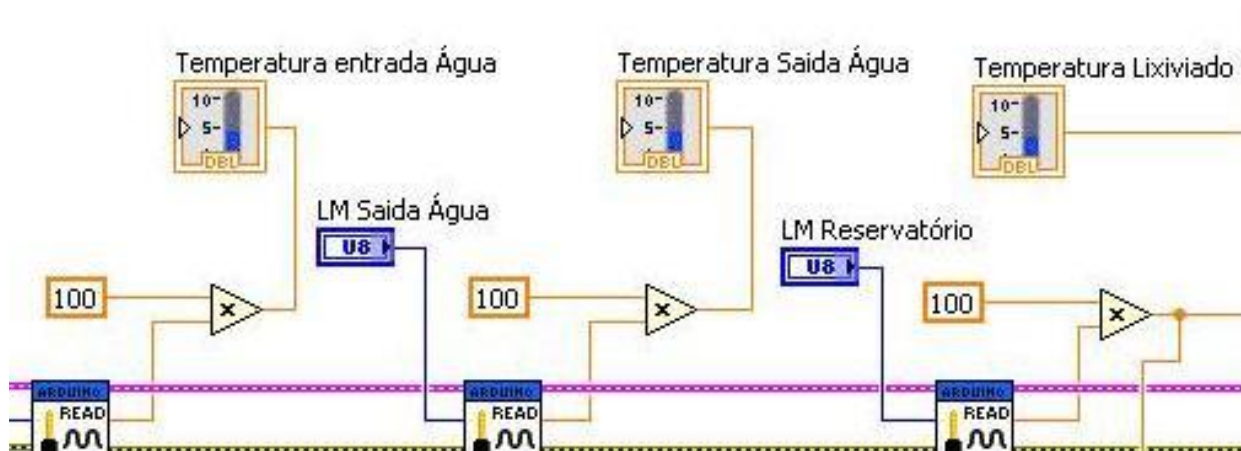 Temperatura entrada Água
Temperatura Saida Água
Temperatura Lixiviado
10-
5-
DBL
10-
5-
DBL
10-
5-
DBL
LM Saida Água
U8
LM Reservatório
U8
100
×
100
×
100
×
ARDUINO
READ
ARDUINO
READ
ARDUINO
READ